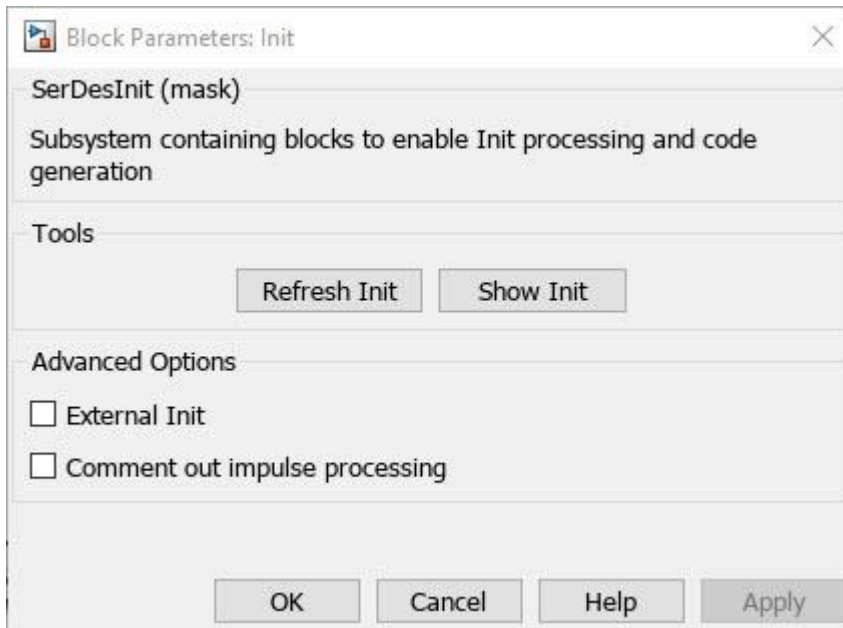 Block Parameters: Init
SerDesInit (mask)
Subsystem containing blocks to enable Init processing and code
generation
Tools
Refresh Init Show Init
Advanced Options
External Init
Comment out impulse processing
OK Cancel Help Apply